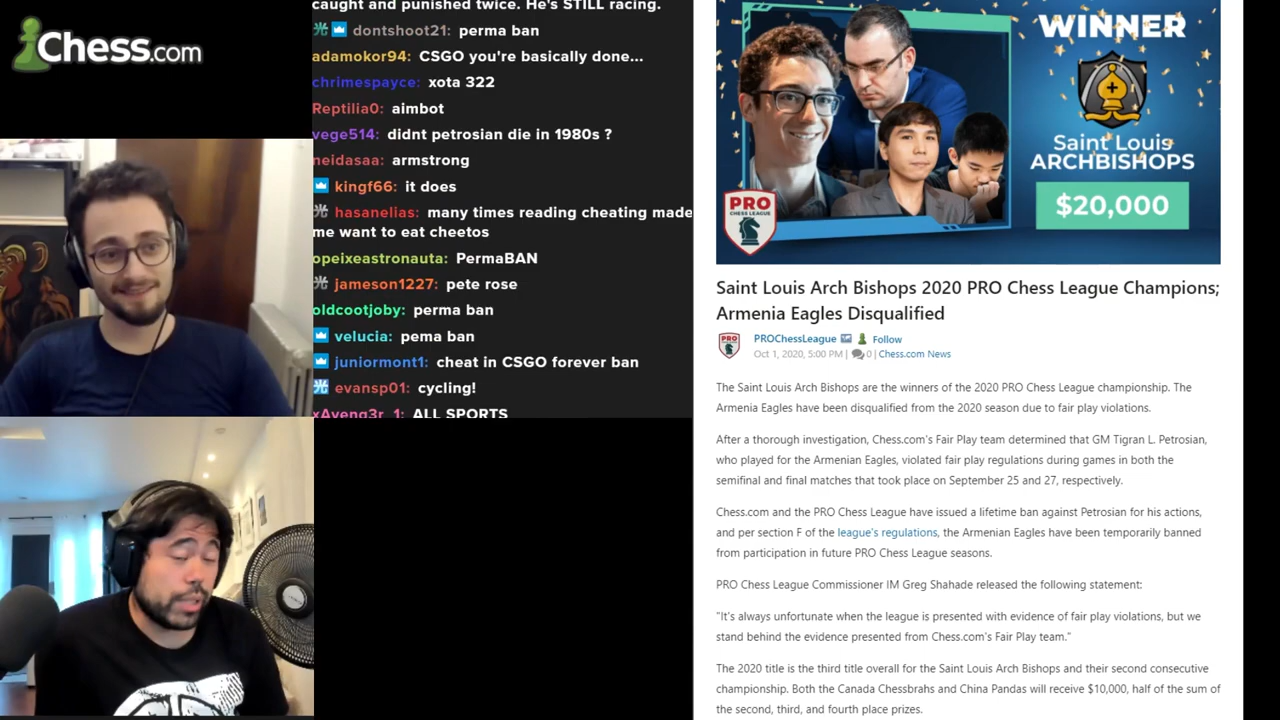 Chess.com
caught and punished twice. He's STILL racing.
dontshoot21: perma ban
adamokor94: CSGO you're basically done...
chrimespayce: xota 322
Reptilia0: aimbot
vege514: didnt petrosian die in 1980s ?
neidasaa: armstrong
kingf66: it does
hasanelias: many times reading cheating made
me want to eat cheetos
opeixeastronauta: PermaBAN
jameson1227: pete rose
oldcootjoby: perma ban
velucia: pema ban
juniormont1: cheat in CSGO forever ban
evansp01: cycling!
xAveng3r_1: ALL SPORTS
WINNER
Saint Louis
ARCHBISHOPS
$20,000
PRO
CHESS LEAGUE
Saint Louis Arch Bishops 2020 PRO Chess League Champions;
Armenia Eagles Disqualified
PRO
PROChessLeague Follow
Oct 1, 2020, 5:00 PM | 0 | Chess.com News
The Saint Louis Arch Bishops are the winners of the 2020 PRO Chess League championship. The
Armenia Eagles have been disqualified from the 2020 season due to fair play violations.
After a thorough investigation, Chess.com's Fair Play team determined that GM Tigran L. Petrosian,
who played for the Armenian Eagles, violated fair play regulations during games in both the
semifinal and final matches that took place on September 25 and 27, respectively.
Chess.com and the PRO Chess League have issued a lifetime ban against Petrosian for his actions,
and per section F of the league's regulations, the Armenian Eagles have been temporarily banned
from participation in future PRO Chess League seasons.
PRO Chess League Commissioner IM Greg Shahade released the following statement:
"It's always unfortunate when the league is presented with evidence of fair play violations, but we
stand behind the evidence presented from Chess.com's Fair Play team."
The 2020 title is the third title overall for the Saint Louis Arch Bishops and their second consecutive
championship. Both the Canada Chessbrahs and China Pandas will receive $10,000, half of the sum of
the second, third, and fourth place prizes.